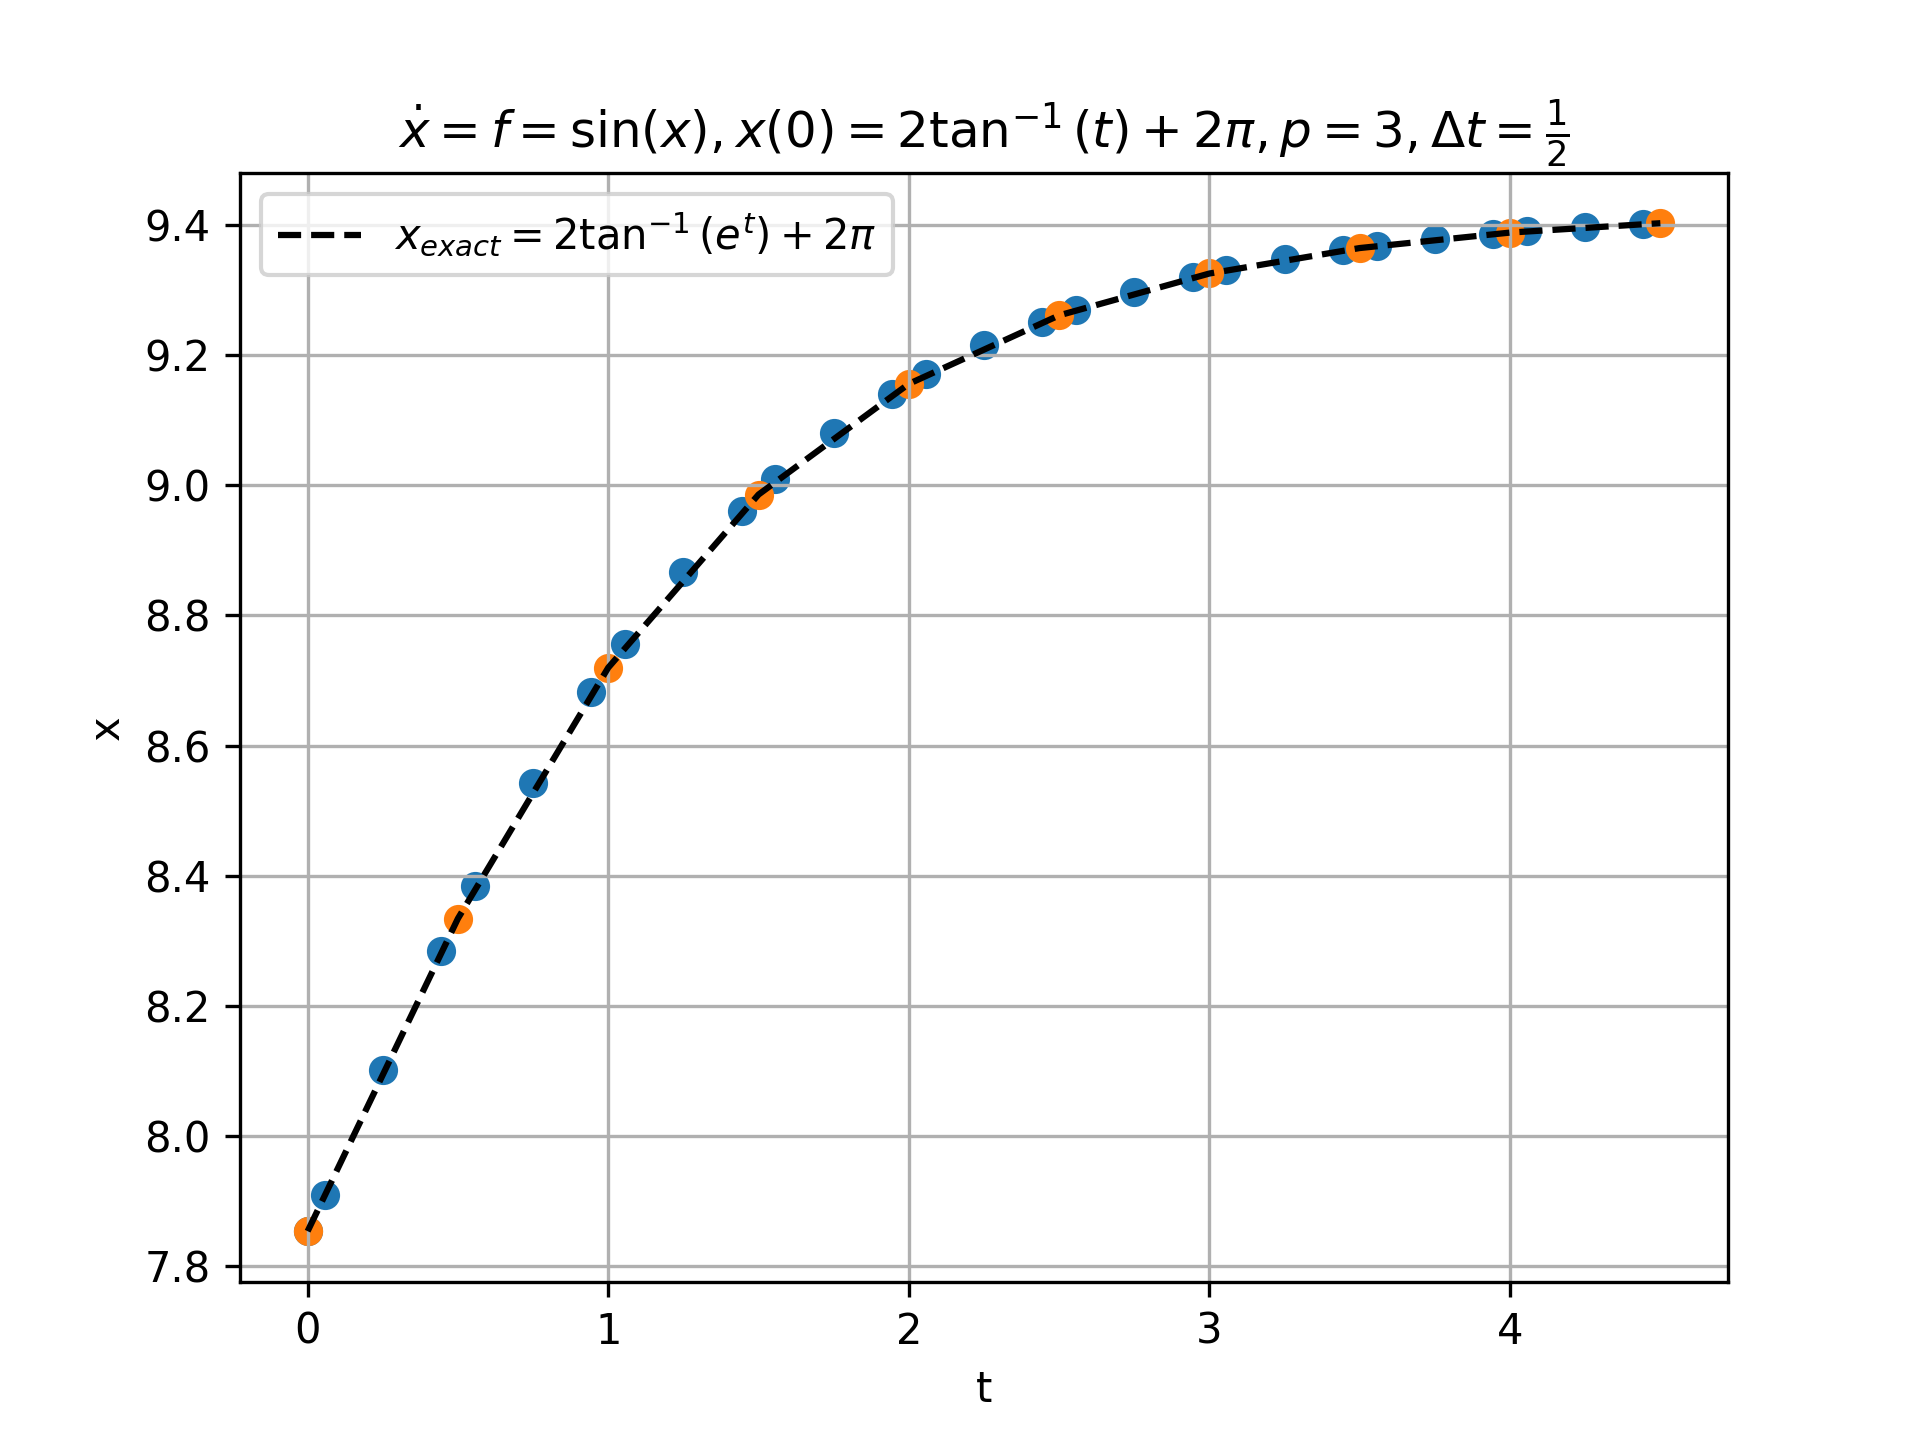 ẋ = f = sin(x), x(0) = 2tan⁻¹(t) + 2π, p = 3, Δt = ½
x_exact = 2tan⁻¹(eᵗ) + 2π
9.4
9.2
9.0
8.8
8.6
8.4
8.2
8.0
7.8
x
0 1 2 3 4
t